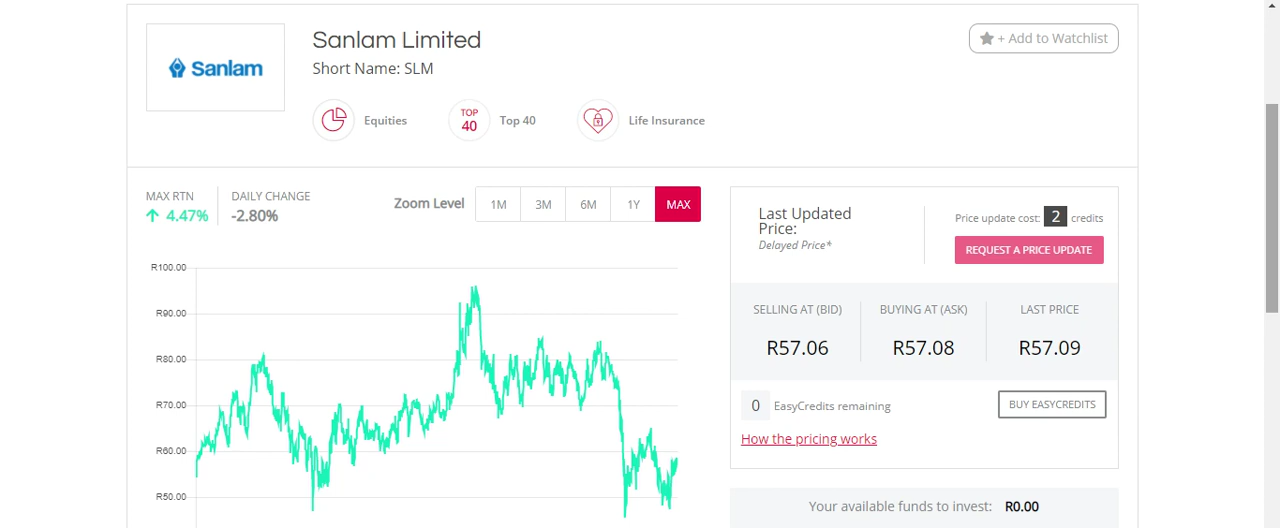 Sanlam
Sanlam Limited
Short Name: SLM
Equities
TOP
40
Top 40
Life Insurance
+ Add to Watchlist
MAX RTN
4.47%
DAILY CHANGE
-2.80%
Zoom Level
1M
3M
6M
1Y
MAX
R100.00
R90.00
R80.00
R70.00
R60.00
R50.00
Last Updated
Price:
Delayed Price*
Price update cost: 2 credits
REQUEST A PRICE UPDATE
SELLING AT (BID)
R57.06
BUYING AT (ASK)
R57.08
LAST PRICE
R57.09
0 EasyCredits remaining
BUY EASYCREDITS
How the pricing works
Your available funds to invest: R0.00